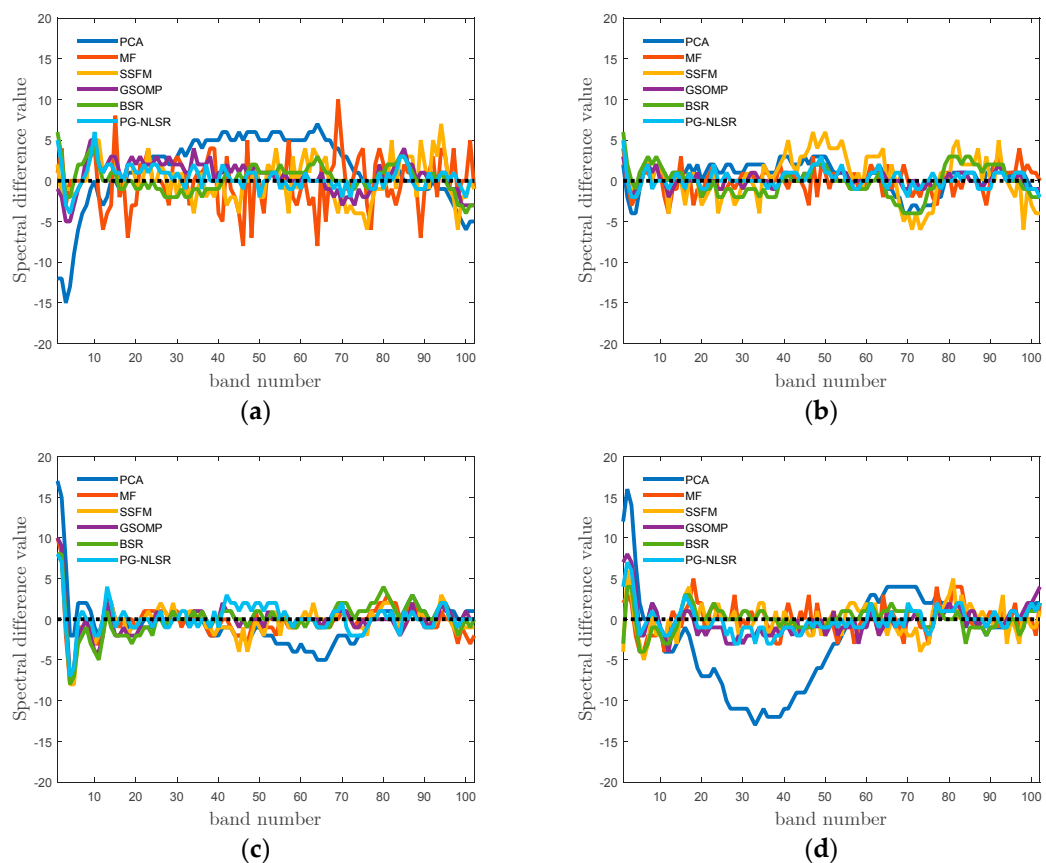 20
15
10
5
0
-5
-10
-15
-20
Spectral difference value
PCA
MF
SSFM
GSOMP
BSR
PG-NLSR
10 20 30 40 50 60 70 80 90 100
band number
(a)
20
15
10
5
0
-5
-10
-15
-20
Spectral difference value
PCA
MF
SSFM
GSOMP
BSR
PG-NLSR
10 20 30 40 50 60 70 80 90 100
band number
(b)
20
15
10
5
0
-5
-10
-15
-20
Spectral difference value
PCA
MF
SSFM
GSOMP
BSR
PG-NLSR
10 20 30 40 50 60 70 80 90 100
band number
(c)
20
15
10
5
0
-5
-10
-15
-20
Spectral difference value
PCA
MF
SSFM
GSOMP
BSR
PG-NLSR
10 20 30 40 50 60 70 80 90 100
band number
(d)